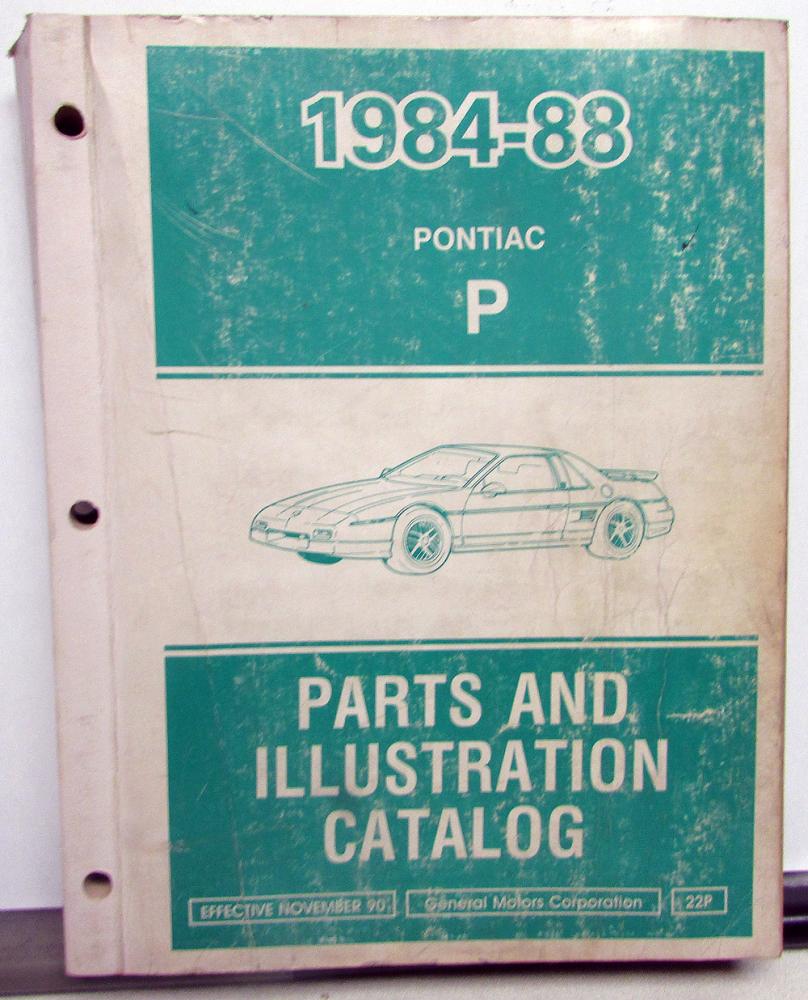 1984-88
PONTIAC
P
PARTS AND
ILLUSTRATION
CATALOG
EFFECTIVE NOVEMBER 90 General Motors Corporation 22P